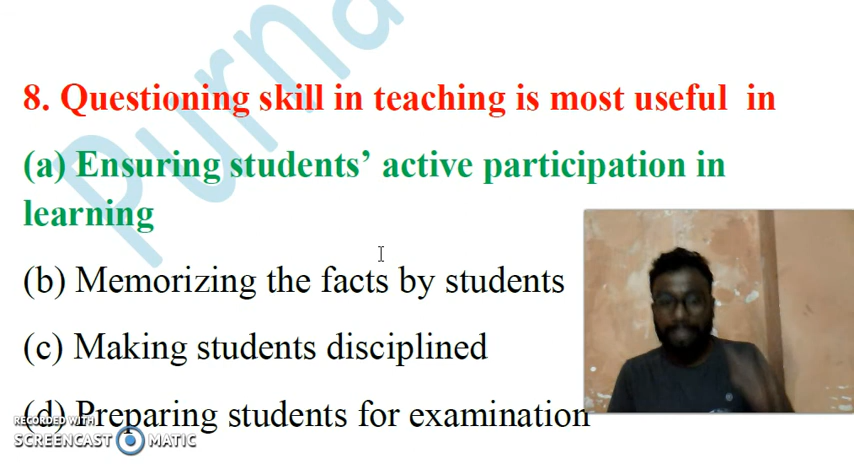 Purna
8. Questioning skill in teaching is most useful in
(a) Ensuring students' active participation in
learning
(b) Memorizing the facts by students
(c) Making students disciplined
(d) Preparing students for examination
RECORDED WITH
SCREENCAST MATIC